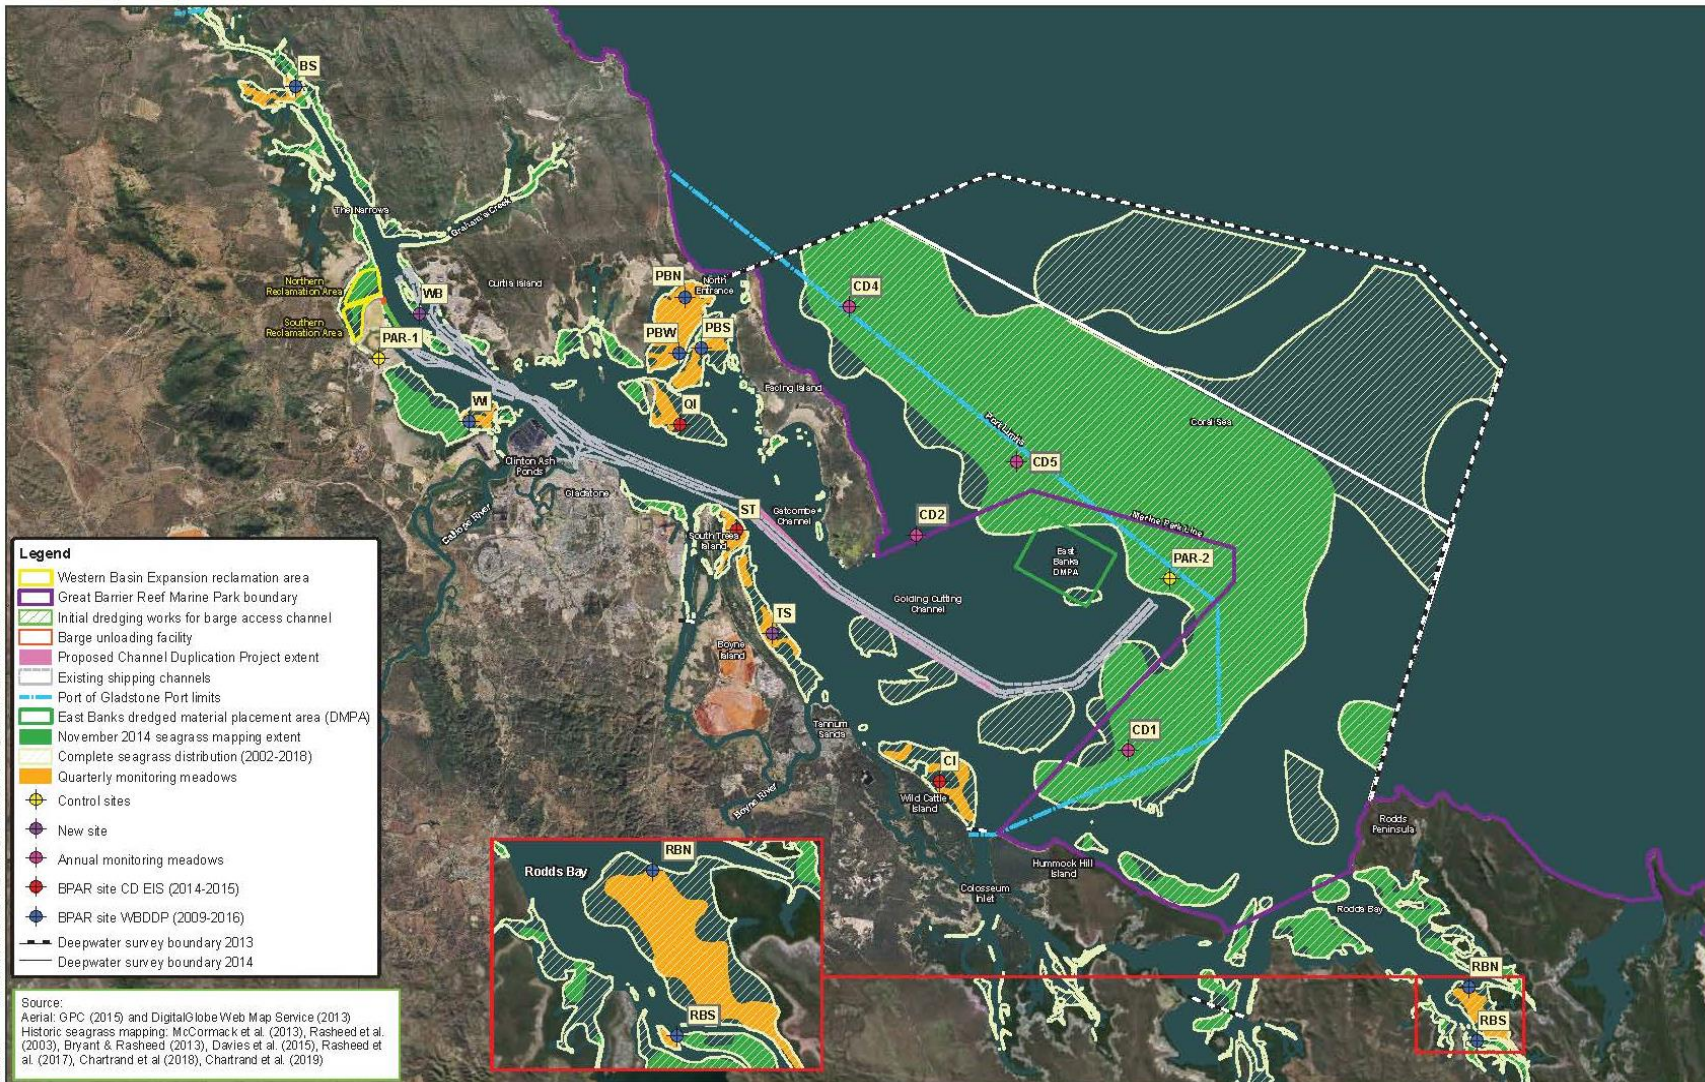 BS
The Narrows
Graham's Creek
Northern
Reclamation Area
Southern
Reclamation Area
WB
PAR-1
Curtis Island
PBN
North
Entrance
PBW
PBS
WI
QI
Facing Island
CD4
Port Limits
Coral Sea
CD5
Clinton Ash
Ponds
Gladstone
Calliope River
ST
South Trees
Island
Gatcombe
Channel
CD2
Marine Park Line
East
Banks
DMPA
PAR-2
Golding Cutting
Channel
TS
Boyne
Island
Tannum
Sands
CD1
CI
Wild Cattle
Island
Boyne River
Rodds
Peninsula
Hummock Hill
Island
Colosseum
Inlet
Rodds Bay
RBN
RBS
Rodds Bay
RBN
RBS
Legend
Western Basin Expansion reclamation area
Great Barrier Reef Marine Park boundary
Initial dredging works for barge access channel
Barge unloading facility
Proposed Channel Duplication Project extent
Existing shipping channels
Port of Gladstone Port limits
East Banks dredged material placement area (DMPA)
November 2014 seagrass mapping extent
Complete seagrass distribution (2002-2018)
Quarterly monitoring meadows
Control sites
New site
Annual monitoring meadows
BPAR site CD EIS (2014-2015)
BPAR site WBDDP (2009-2016)
Deepwater survey boundary 2013
Deepwater survey boundary 2014
Source:
Aerial: GPC (2015) and DigitalGlobe Web Map Service (2013)
Historic seagrass mapping: McCormack et al. (2013), Rasheed et al.
(2003), Bryant & Rasheed (2013), Davies et al. (2015), Rasheed et
al. (2017), Chartrand et al (2018), Chartrand et al. (2019)